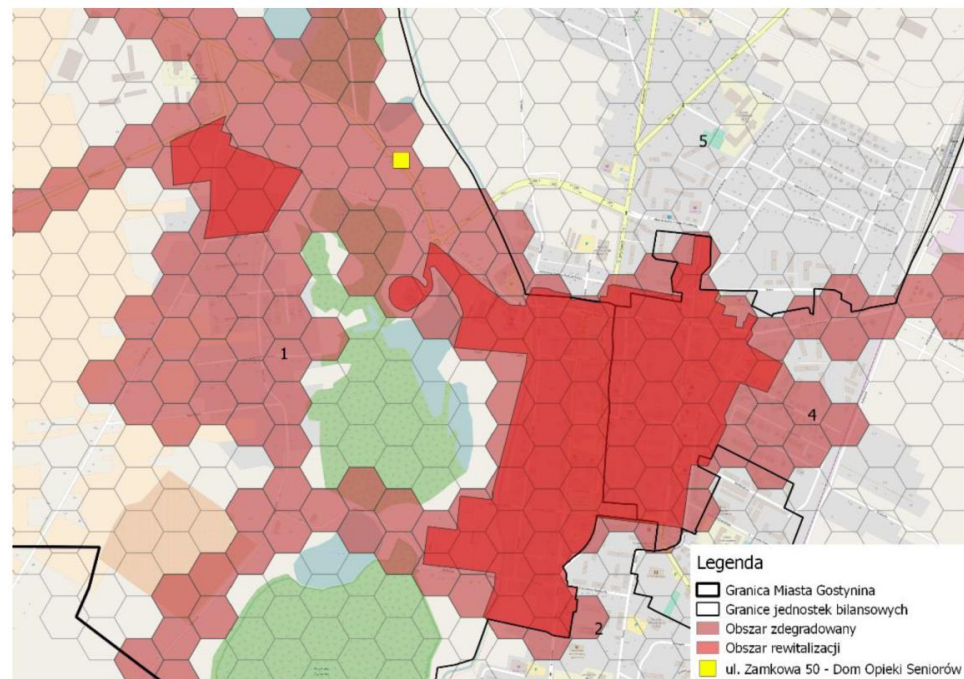 5
1
4
2
Legenda
Granica Miasta Gostynina
Granice jednostek bilansowych
Obszar zdegradowany
Obszar rewitalizacji
ul. Zamkowa 50 - Dom Opieki Seniorów